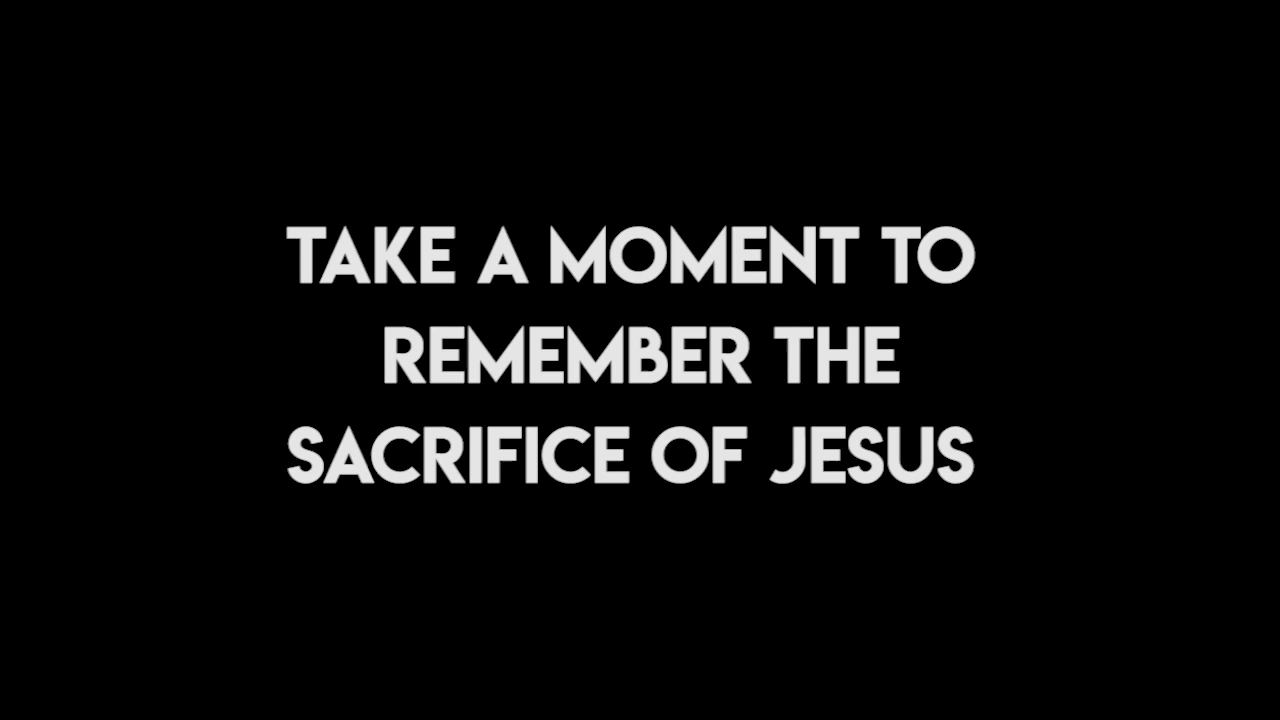 TAKE A MOMENT TO
REMEMBER THE
SACRIFICE OF JESUS